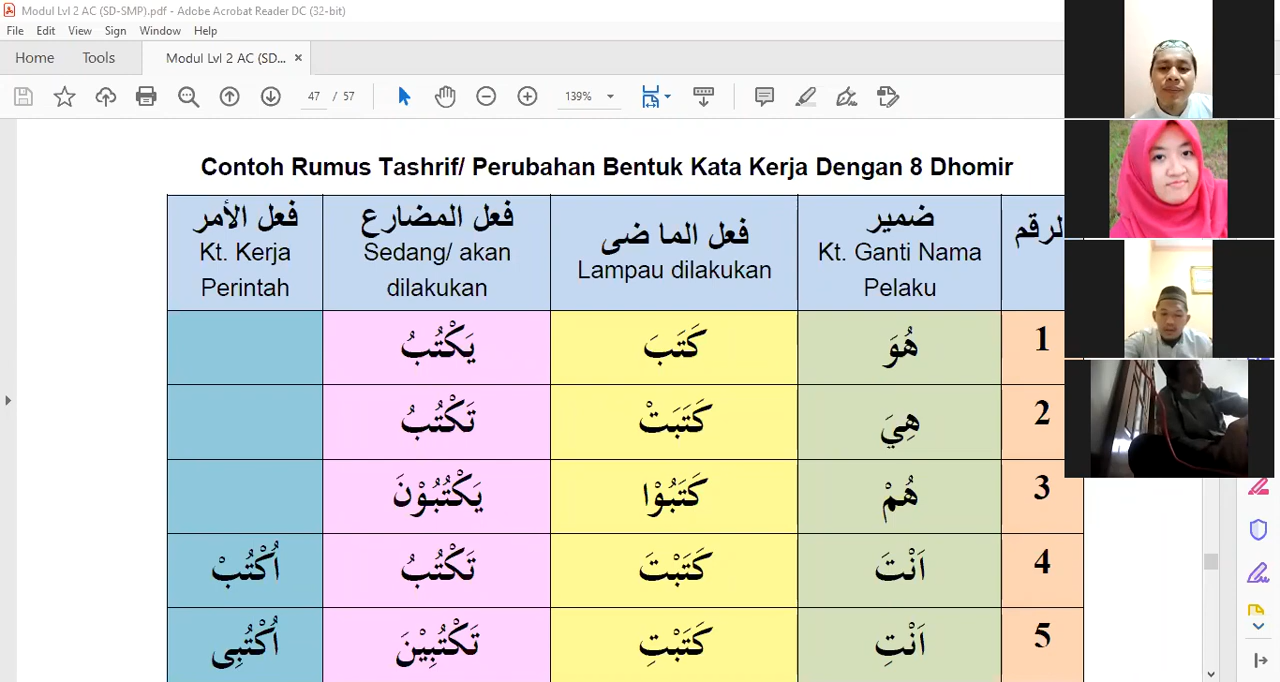 Modul Lvl 2 AC (SD-SMP).pdf - Adobe Acrobat Reader DC (32-bit)
File Edit View Sign Window Help
Home Tools Modul Lvl 2 AC (SD... ×
47 / 57 139%
Contoh Rumus Tashrif/ Perubahan Bentuk Kata Kerja Dengan 8 Dhomir
لرقم
ضمير
Kt. Ganti Nama
Pelaku
فعل الما ضى
Lampau dilakukan
فعل المضارع
Sedang/ akan
dilakukan
فعل الأمر
Kt. Kerja
Perintah
1 هُوَ كَتَبَ يَكْتُبُ
2 هِيَ كَتَبَتْ تَكْتُبُ
3 هُمْ كَتَبُوْا يَكْتُبُوْنَ
4 اَنْتَ كَتَبْتَ تَكْتُبُ اُكْتُبْ
5 اَنْتِ كَتَبْتِ تَكْتُبِيْنَ اُكْتُبِى